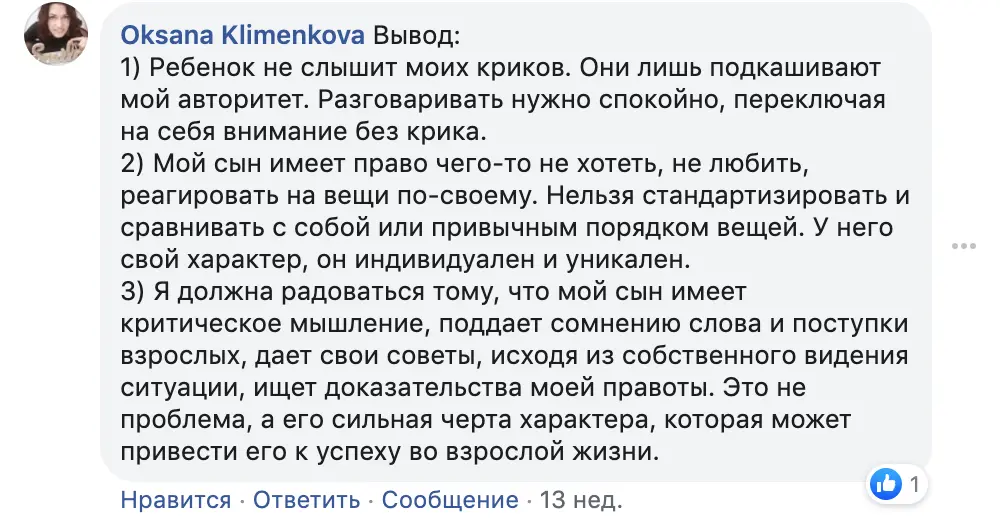 Oksana Klimenkova Вывод:
1) Ребенок не слышит моих криков. Они лишь подкашивают
мой авторитет. Разговаривать нужно спокойно, переключая
на себя внимание без крика.
2) Мой сын имеет право чего-то не хотеть, не любить,
реагировать на вещи по-своему. Нельзя стандартизировать и
сравнивать с собой или привычным порядком вещей. У него
свой характер, он индивидуален и уникален.
3) Я должна радоваться тому, что мой сын имеет
критическое мышление, поддает сомнению слова и поступки
взрослых, дает свои советы, исходя из собственного видения
ситуации, ищет доказательства моей правоты. Это не
проблема, а его сильная черта характера, которая может
привести его к успеху во взрослой жизни.
1
Нравится · Ответить · Сообщение · 13 нед.